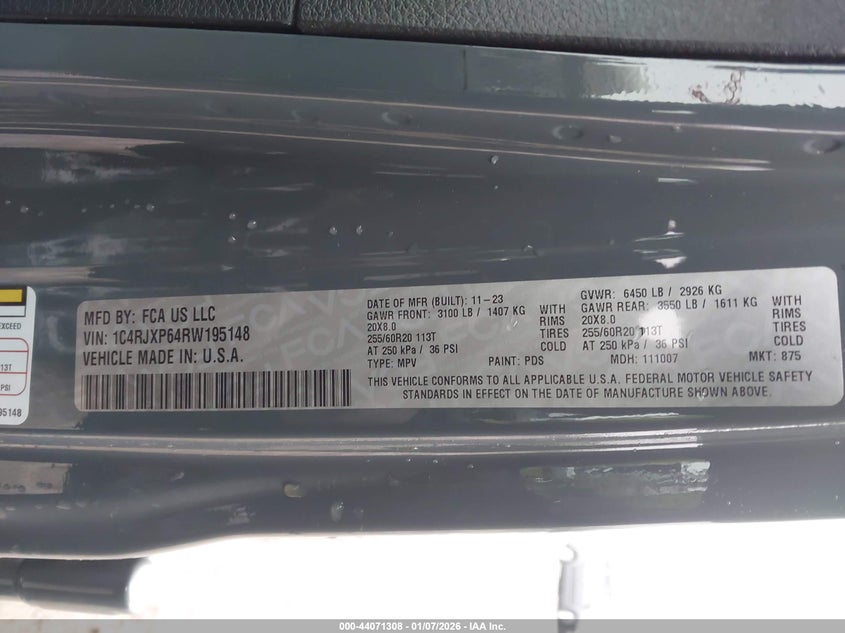 EXCEED
13T
PSI
95148
MFD BY: FCA US LLC
VIN: 1C4RJXP64RW195148
VEHICLE MADE IN U.S.A.
DATE OF MFR (BUILT): 11-23
GAWR FRONT: 3100 LB / 1407 KG WITH
20X8.0 RIMS
255/60R20 113T TIRES
AT 250 kPa / 36 PSI COLD
TYPE: MPV PAINT: PDS
GVWR: 6450 LB / 2926 KG
GAWR REAR: 3550 LB / 1611 KG WITH
20X8.0 RIMS
255/60R20 113T TIRES
AT 250 kPa / 36 PSI COLD
MDH: 111007 MKT: 875
THIS VEHICLE CONFORMS TO ALL APPLICABLE U.S.A. FEDERAL MOTOR VEHICLE SAFETY
STANDARDS IN EFFECT ON THE DATE OF MANUFACTURE SHOWN ABOVE.
000-44071308 - 01/07/2026 - IAA Inc.